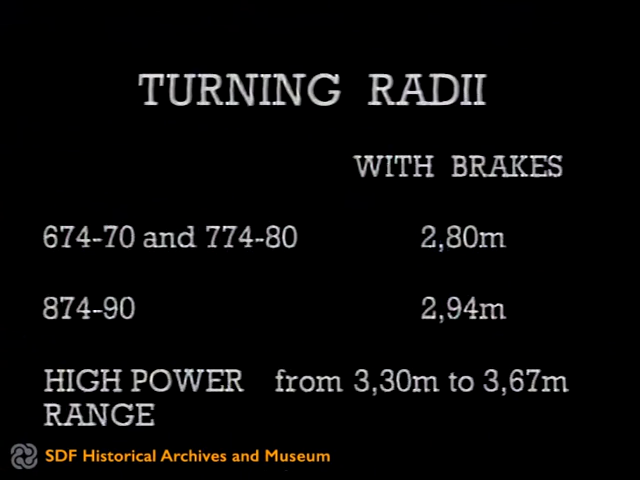 TURNING RADII
WITH BRAKES
674-70 and 774-80 2,80m
874-90 2,94m
HIGH POWER from 3,30m to 3,67m
RANGE
SDF Historical Archives and Museum